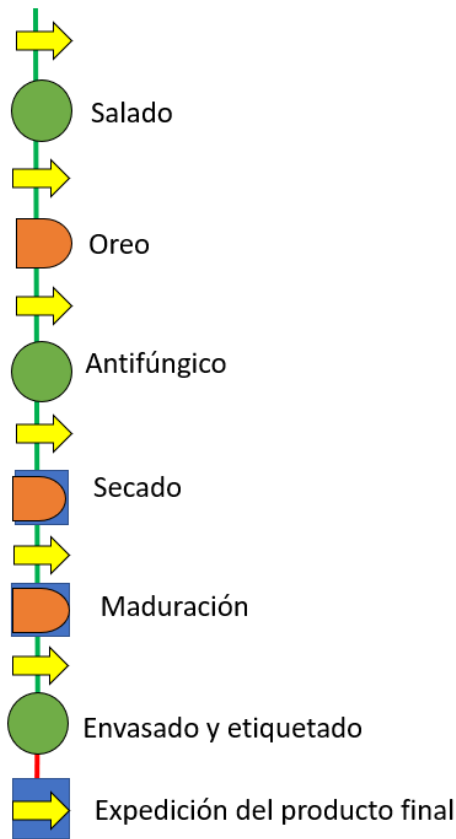 Salado
Oreo
Antifúngico
Secado
Maduración
Envasado y etiquetado
Expedición del producto final